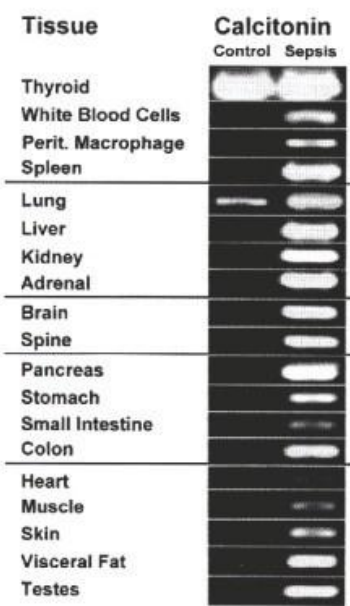 Tissue Calcitonin
Control Sepsis
Thyroid
White Blood Cells
Perit. Macrophage
Spleen
Lung
Liver
Kidney
Adrenal
Brain
Spine
Pancreas
Stomach
Small Intestine
Colon
Heart
Muscle
Skin
Visceral Fat
Testes